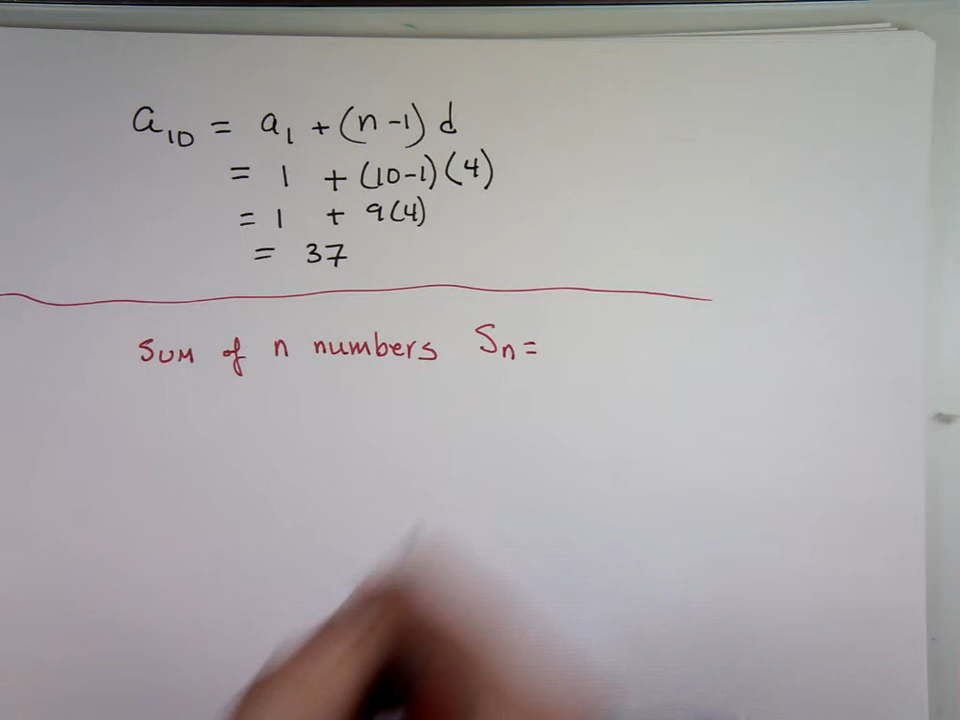 a₁₀ = a₁ + (n-1) d
= 1 + (10-1)(4)
= 1 + 9(4)
= 37
Sum of n numbers Sₙ =